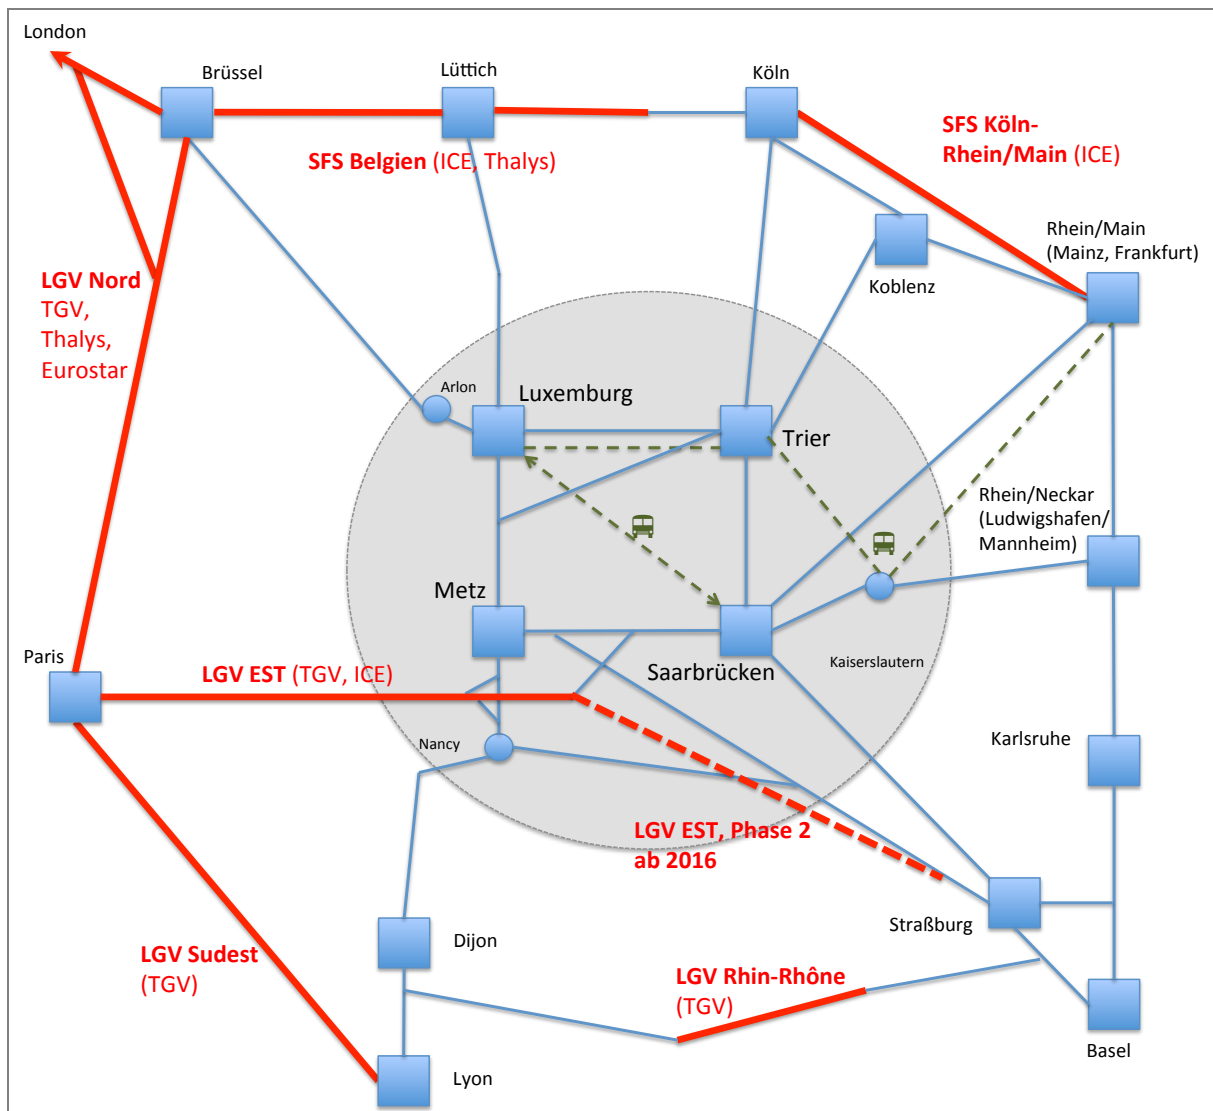 London
Brüssel
Lüttich
Köln
SFS Köln-
Rhein/Main (ICE)
SFS Belgien (ICE, Thalys)
Rhein/Main
(Mainz, Frankfurt)
Koblenz
LGV Nord
TGV,
Thalys,
Eurostar
Arlon
Luxemburg
Trier
Rhein/Neckar
(Ludwigshafen/
Mannheim)
Metz
Saarbrücken
Kaiserslautern
Paris
LGV EST (TGV, ICE)
Nancy
Karlsruhe
LGV EST, Phase 2
ab 2016
Straßburg
Dijon
LGV Sudest
(TGV)
LGV Rhin-Rhône
(TGV)
Basel
Lyon